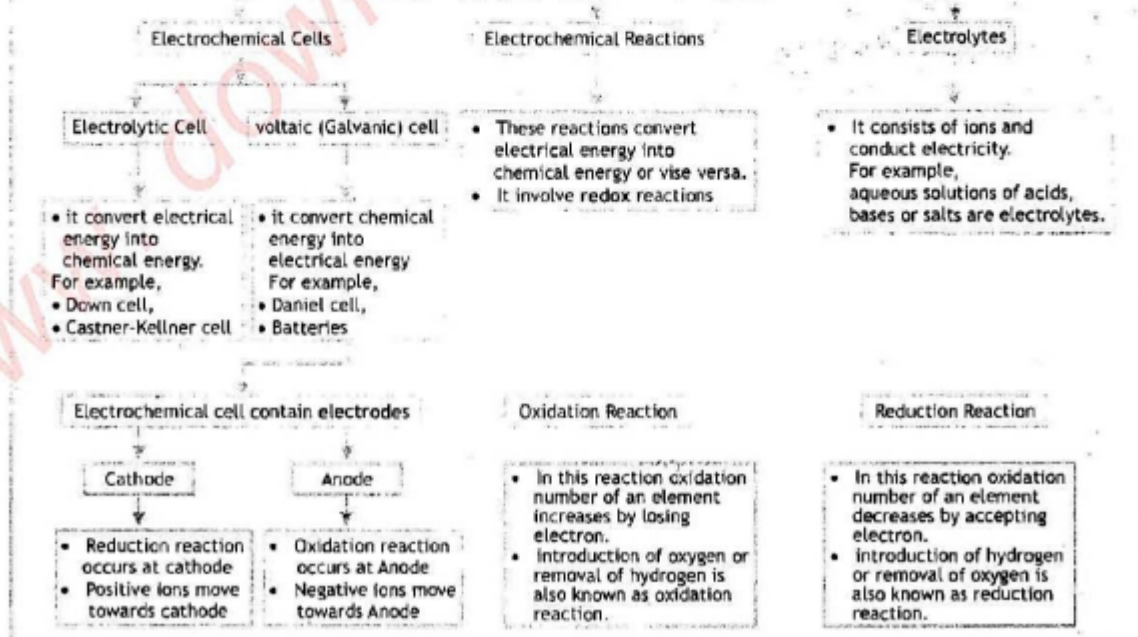 Electrochemical Cells
Electrochemical Reactions
Electrolytes
Electrolytic Cell
voltaic (Galvanic) cell
• These reactions convert
electrical energy into
chemical energy or vise versa.
• It involve redox reactions
• It consists of ions and
conduct electricity.
For example,
aqueous solutions of acids,
bases or salts are electrolytes.
• it convert electrical
energy into
chemical energy.
For example,
• Down cell,
• Castner-Kellner cell
• it convert chemical
energy into
electrical energy
For example,
• Daniel cell,
• Batteries
Electrochemical cell contain electrodes
Oxidation Reaction
Reduction Reaction
Cathode
Anode
• Reduction reaction
occurs at cathode
• Positive ions move
towards cathode
• Oxidation reaction
occurs at Anode
• Negative ions move
towards Anode
• In this reaction oxidation
number of an element
increases by losing
electron.
• Introduction of oxygen or
removal of hydrogen is
also known as oxidation
reaction.
• In this reaction oxidation
number of an element
decreases by accepting
electron.
• Introduction of hydrogen
or removal of oxygen is
also known as reduction
reaction.